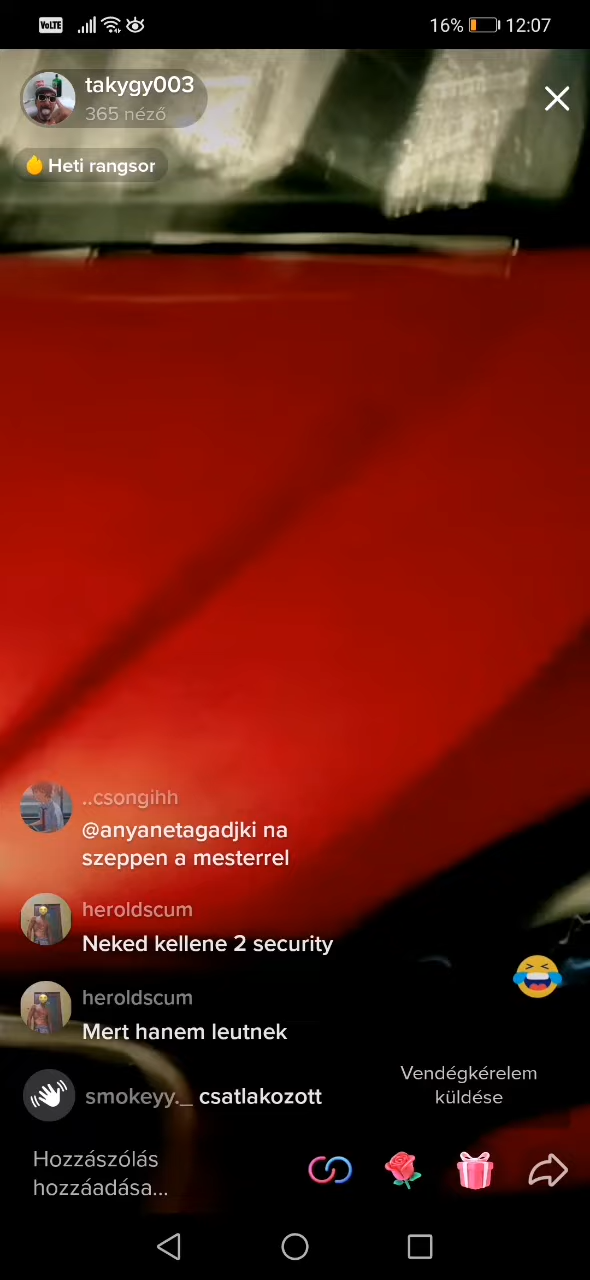 VoLTE
16% 12:07
takygy003
365 néző
Heti rangsor
..csongihh
@anyanetagadjki na
szeppen a mesterrel
heroldscum
Neked kellene 2 security
heroldscum
Mert hanem leutnek
smokeyy._ csatlakozott
Vendégkérelem
küldése
Hozzászólás
hozzáadása...